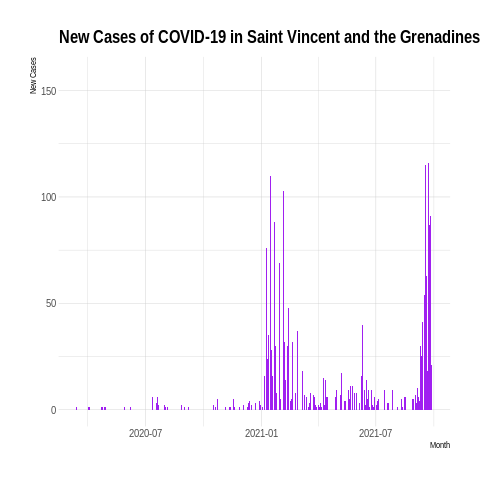 New Cases of COVID-19 in Saint Vincent and the Grenadines
New Cases
150
100
50
0
2020-07
2021-01
2021-07
Month